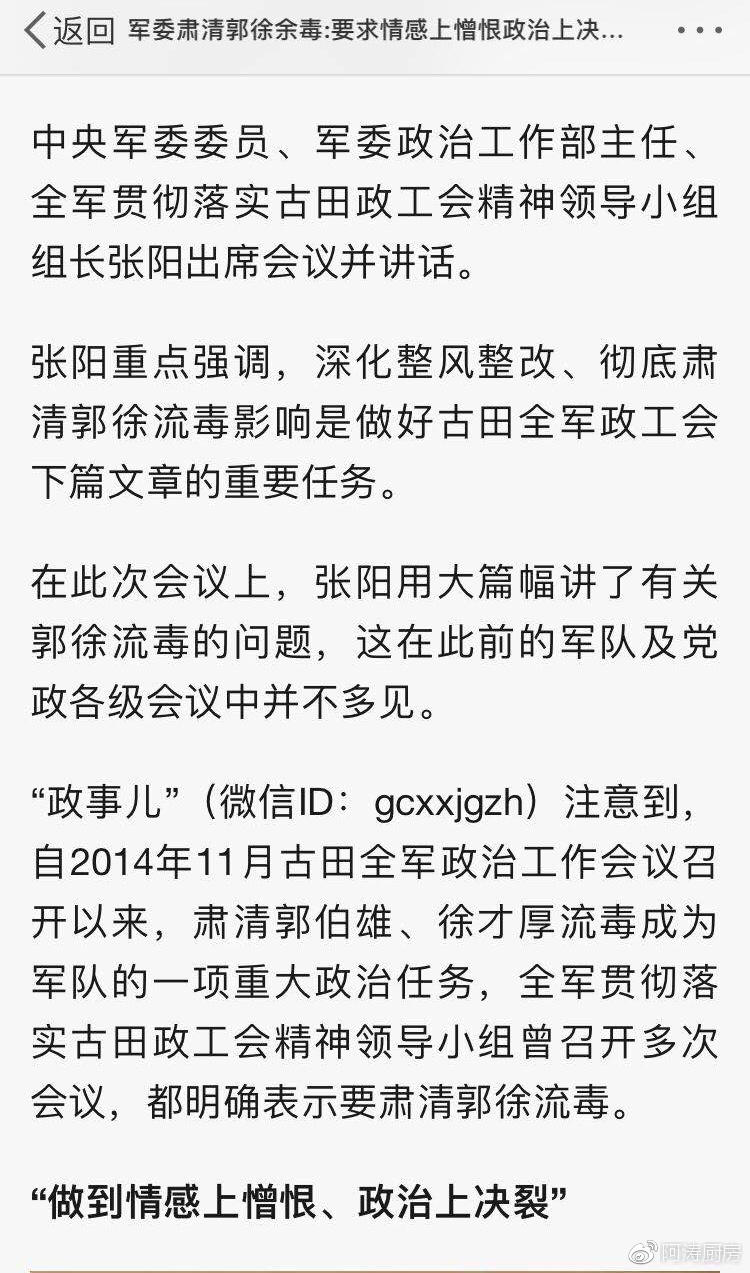 返回 军委肃清郭徐余毒:要求情感上憎恨政治上决...
中央军委委员、军委政治工作部主任、
全军贯彻落实古田政工会精神领导小组
组长张阳出席会议并讲话。
张阳重点强调，深化整风整改、彻底肃
清郭徐流毒影响是做好古田全军政工会
下篇文章的重要任务。
在此次会议上，张阳用大篇幅讲了有关
郭徐流毒的问题，这在此前的军队及党
政各级会议中并不多见。
“政事儿”（微信ID：gcxxjgzh）注意到，
自2014年11月古田全军政治工作会议召
开以来，肃清郭伯雄、徐才厚流毒成为
军队的一项重大政治任务，全军贯彻落
实古田政工会精神领导小组曾召开多次
会议，都明确表示要肃清郭徐流毒。
“做到情感上憎恨、政治上决裂”
阿涛厨房